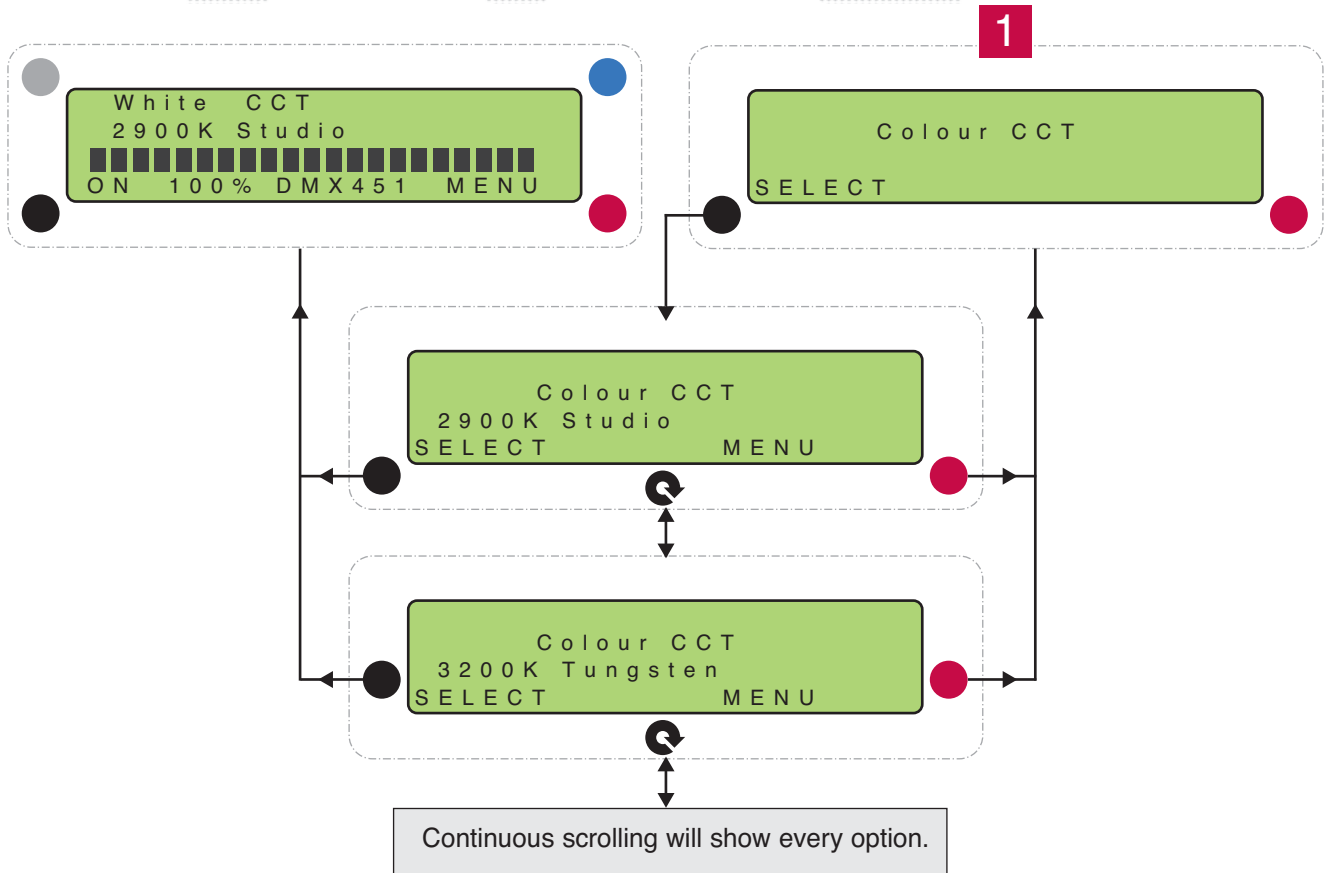 1
White CCT
2900K Studio
ON 100% DMX451 MENU
Colour CCT
SELECT
Colour CCT
2900K Studio
SELECT MENU
Colour CCT
3200K Tungsten
SELECT MENU
Continuous scrolling will show every option.